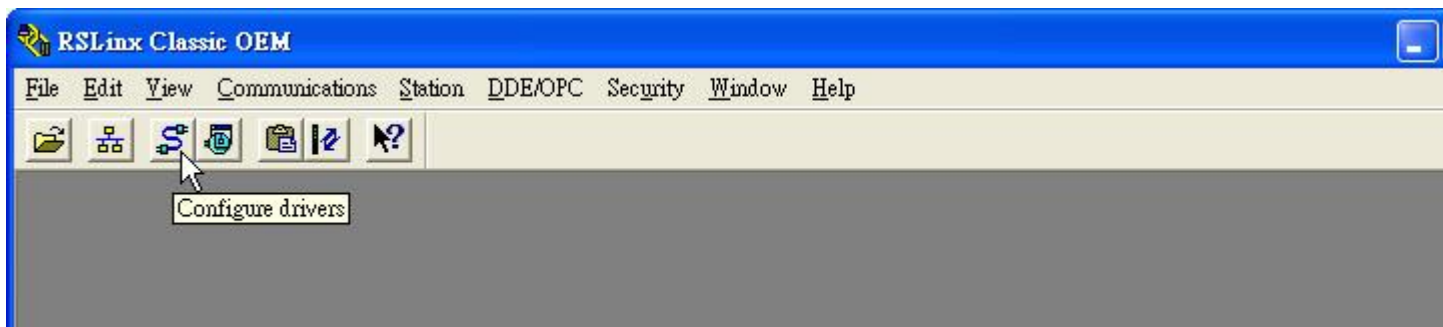 RSLinx Classic OEM
File Edit View Communications Station DDE/OPC Security Window Help
Configure drivers